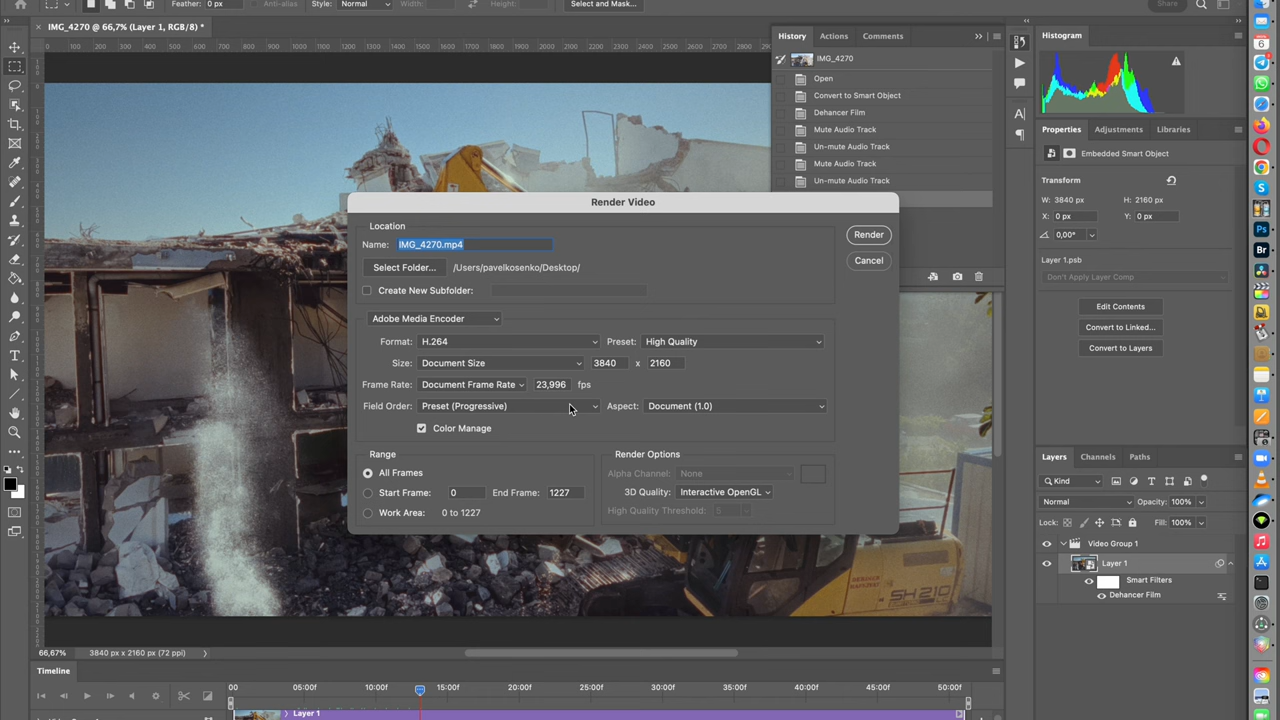 Feather: 0 px Anti-alias Style: Normal Width: Height: Select and Mask... Share
× IMG_4270 @ 66,7% (Layer 1, RGB/8) *
History Actions Comments
Histogram
IMG_4270
Open
Convert to Smart Object
Dehancer Film
Mute Audio Track
Un-mute Audio Track
Mute Audio Track
Un-mute Audio Track
Properties Adjustments Libraries
Embedded Smart Object
Transform
W: 3840 px H: 2160 px
X: 0 px Y: 0 px
0,00°
Layer 1.psb
Don't Apply Layer Comp
Edit Contents
Convert to Linked...
Convert to Layers
Render Video
Location
Name: IMG_4270.mp4
Render
Select Folder... /Users/pavelkosenko/Desktop/
Cancel
Create New Subfolder:
Adobe Media Encoder
Format: H.264 Preset: High Quality
Size: Document Size 3840 x 2160
Frame Rate: Document Frame Rate 23,996 fps
Field Order: Preset (Progressive) Aspect: Document (1.0)
Color Manage
Range
All Frames
Start Frame: 0 End Frame: 1227
Work Area: 0 to 1227
Render Options
Alpha Channel: None
3D Quality: Interactive OpenGL
High Quality Threshold: 5
SH 210
Layers Channels Paths
Kind
Normal Opacity: 100%
Lock: Fill: 100%
Video Group 1
Layer 1
Smart Filters
Dehancer Film
66,67% 3840 px x 2160 px (72 ppi)
Timeline
00 05:00f 10:00f 15:00f 20:00f 25:00f 30:00f 35:00f 40:00f 45:00f 50:00f
Layer 1